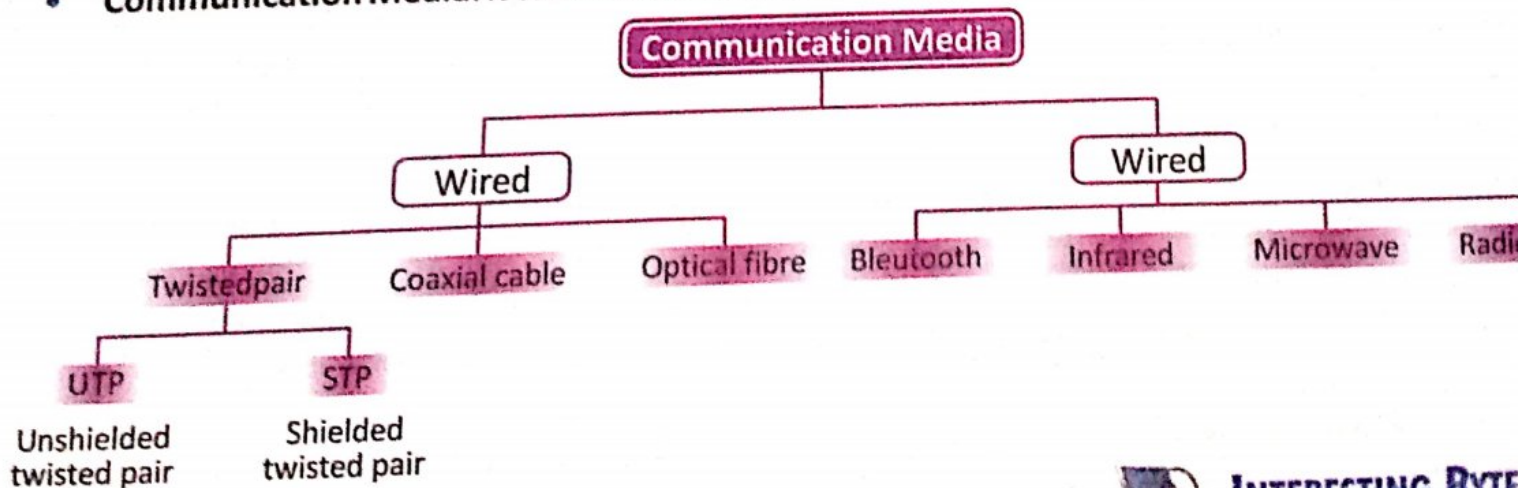 Communication Media
Wired
Wired
Twistedpair
Coaxial cable
Optical fibre
Bleutooth
Infrared
Microwave
UTP
STP
Unshielded
twisted pair
Shielded
twisted pair
INTERESTING